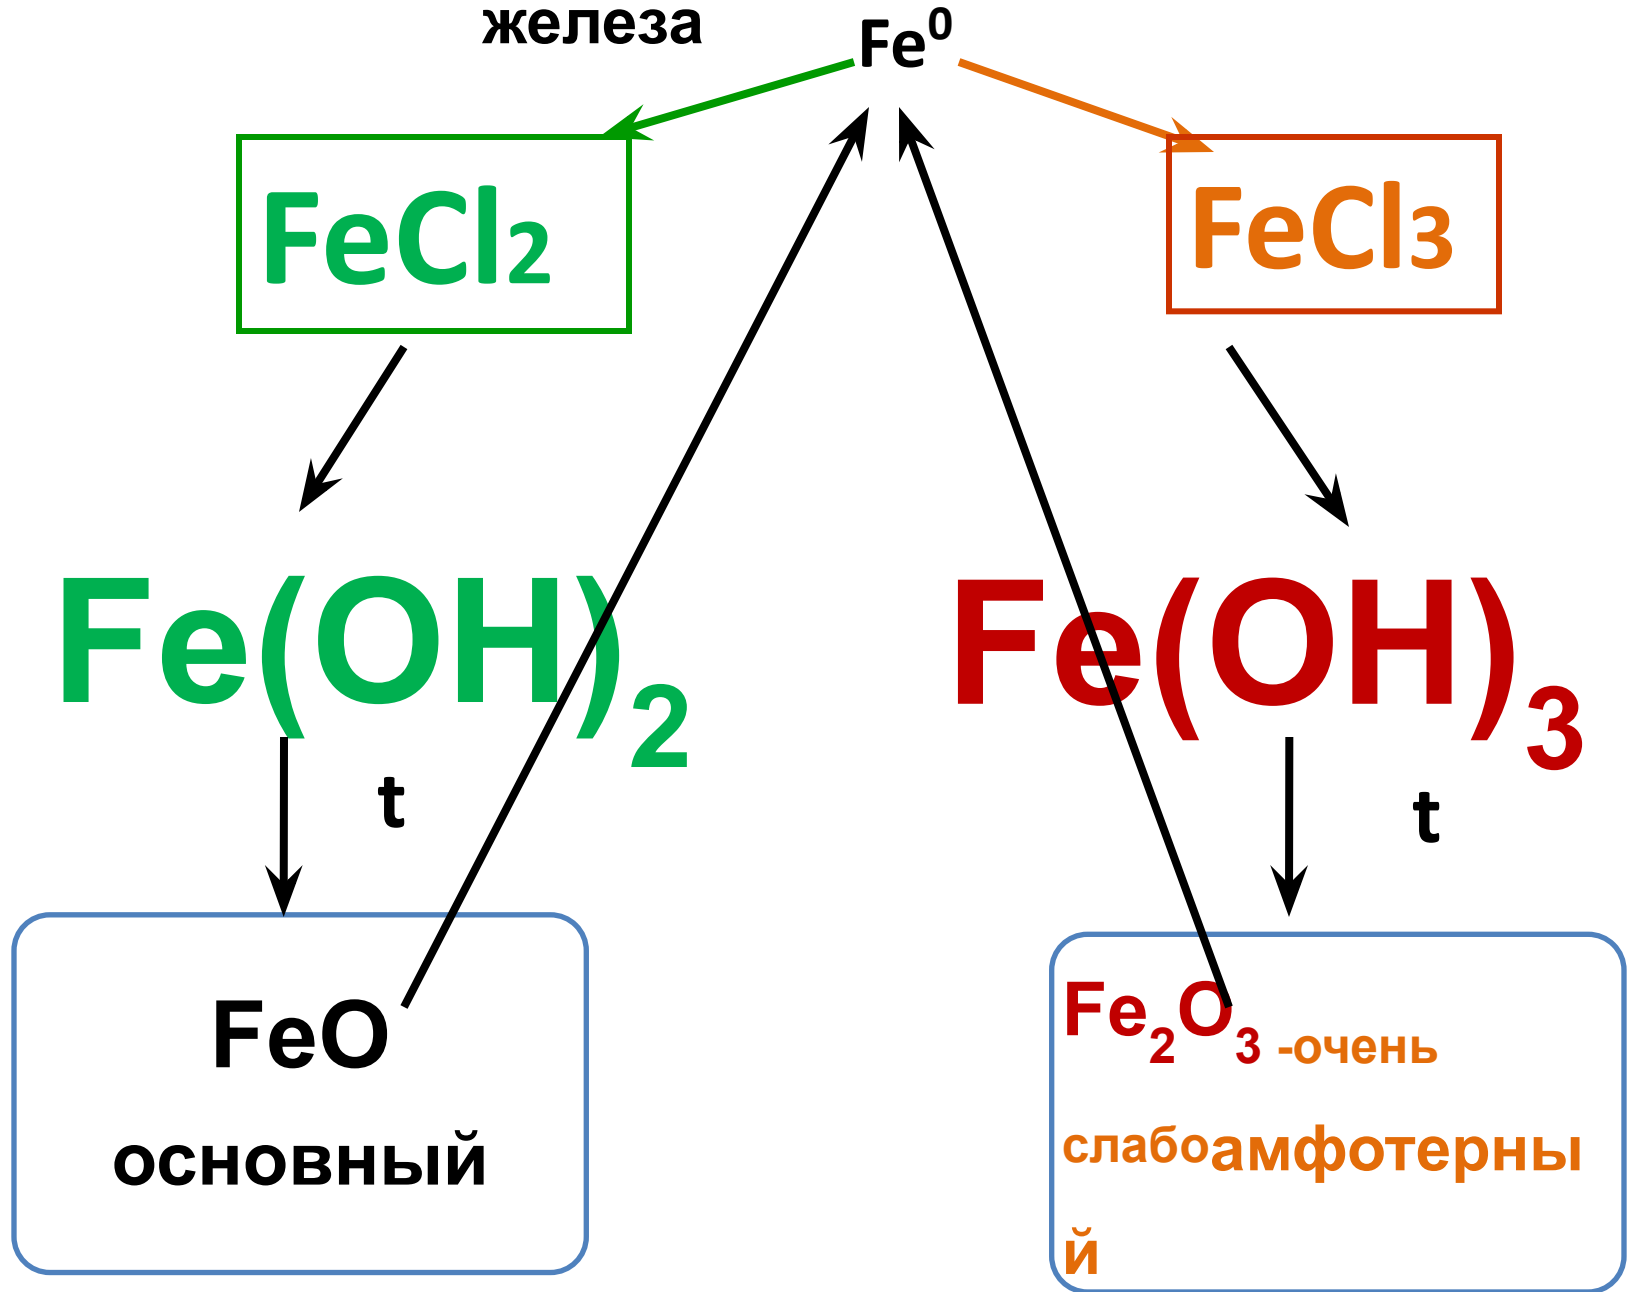 железа
Fe⁰
FeCl2
FeCl3
Fe(OH)₂
Fe(OH)₃
t
t
FeO
основный
Fe₂O₃ -очень
слабоамфотерны
й